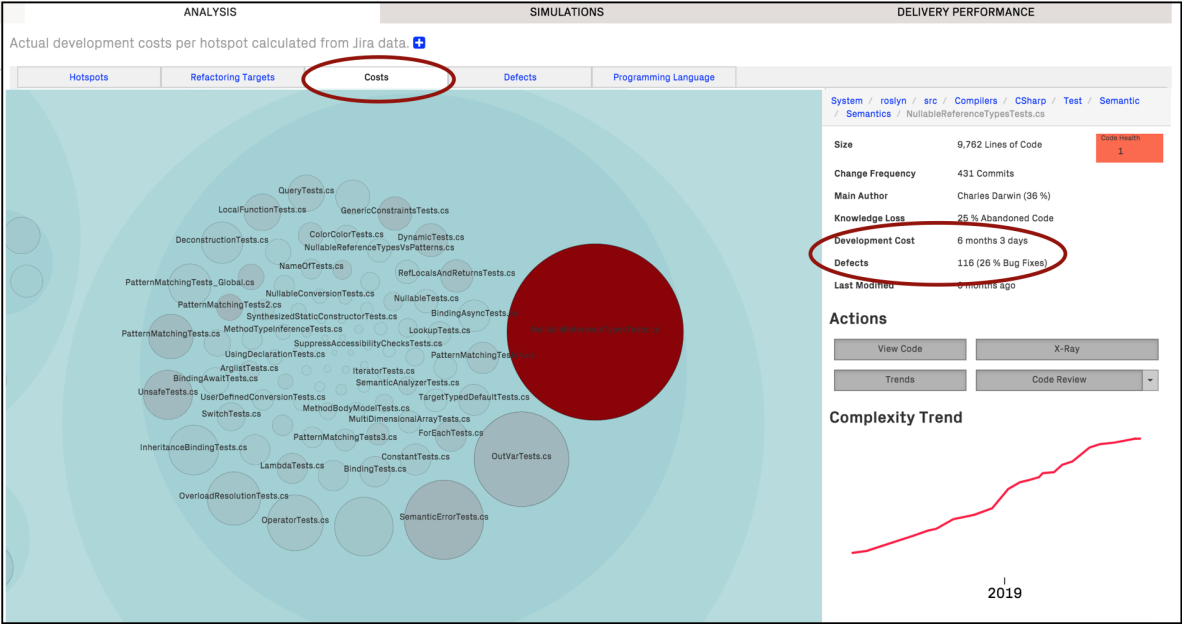 ANALYSIS SIMULATIONS DELIVERY PERFORMANCE
Actual development costs per hotspot calculated from Jira data.
Hotspots Refactoring Targets Costs Defects Programming Language
System / roslyn / src / Compilers / CSharp / Test / Semantic
/ Semantics / NullableReferenceTypesTests.cs
Size 9,762 Lines of Code
Code Health
1
Change Frequency 431 Commits
Main Author Charles Darwin (36 %)
Knowledge Loss 25 % Abandoned Code
Development Cost 6 months 3 days
Defects 116 (26 % Bug Fixes)
Last Modified months ago
Actions
View Code X-Ray
Trends Code Review
Complexity Trend
2019
QueryTests.cs
LocalFunctionTests.cs
GenericConstraintsTests.cs
ColorColorTests.cs
DynamicTests.cs
DeconstructionTests.cs
NullableReferenceTypesVsPatterns.cs
NameOfTests.cs
RefLocalsAndReturnsTests.cs
PatternMatchingTests_Global.cs
NullableConversionTests.cs
NullableTests.cs
PatternMatchingTests2.cs
BindingAsyncTests.
SynthesizedStaticConstructorTests.cs
PatternMatchingTests.cs
MethodTypeInferenceTests.cs
LookupTests.cs
SuppressAccessibilityChecksTests.cs
UsingDeclarationTests.cs
PatternMatchingTes
ArglistTests.cs
IteratorTests.cs
BindingAwaitTests.cs
SemanticAnalyzerTests.cs
UnsafeTests.cs
UserDefinedConversionTests.cs
TargetTypedDefaultTests.cs
MethodBodyModelTests.cs
SwitchTests.cs
MultiDimensionalArrayTests.cs
PatternMatchingTests3.cs
ForEachTests.cs
InheritanceBindingTests.cs
ConstantTests.cs
OutVarTests.cs
LambdaTests.cs
BindingTests.cs
OverloadResolutionTests.cs
OperatorTests.cs
SemanticErrorTests.cs